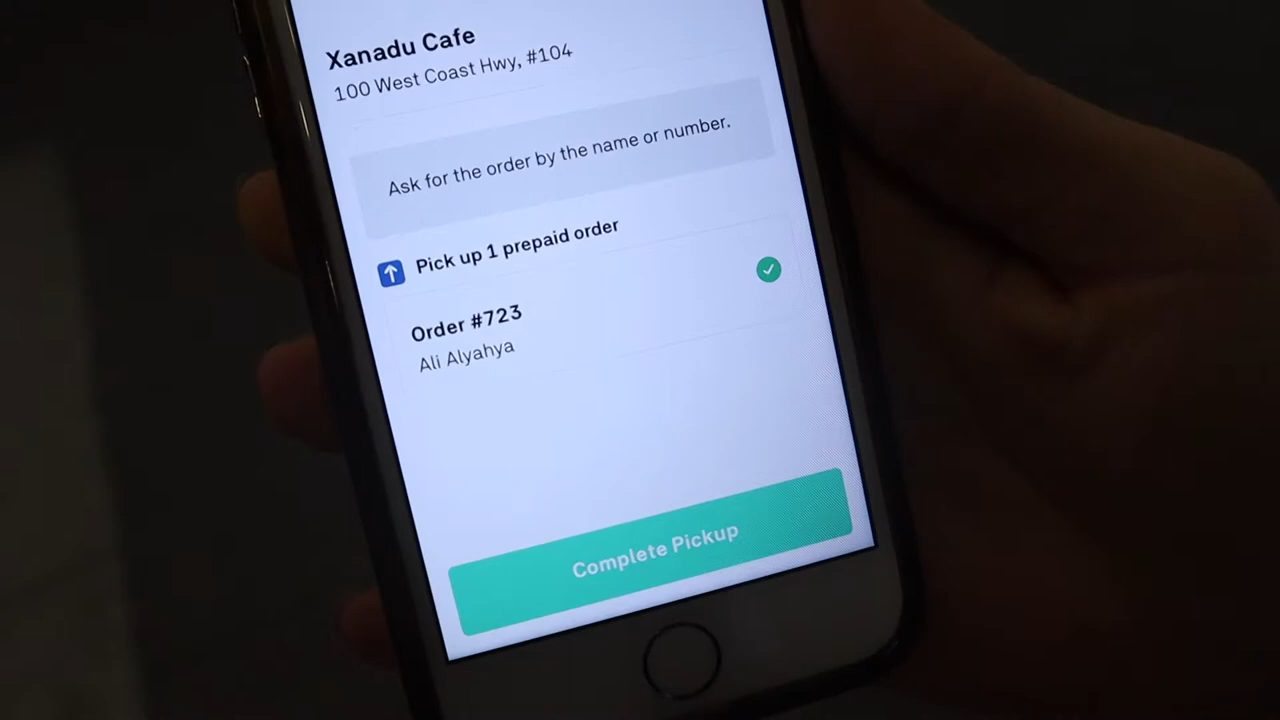 Xanadu Cafe
100 West Coast Hwy, #104
Ask for the order by the name or number.
Pick up 1 prepaid order
Order #723
Ali Alyahya
Complete Pickup